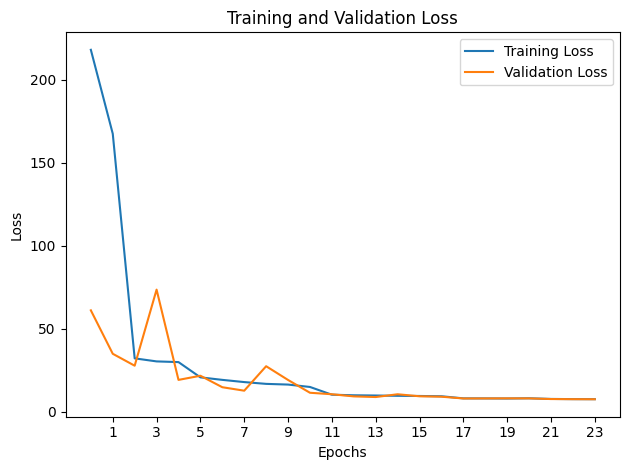 Training and Validation Loss
Training Loss
Validation Loss
200
150
100
50
0
Loss
1 3 5 7 9 11 13 15 17 19 21 23
Epochs